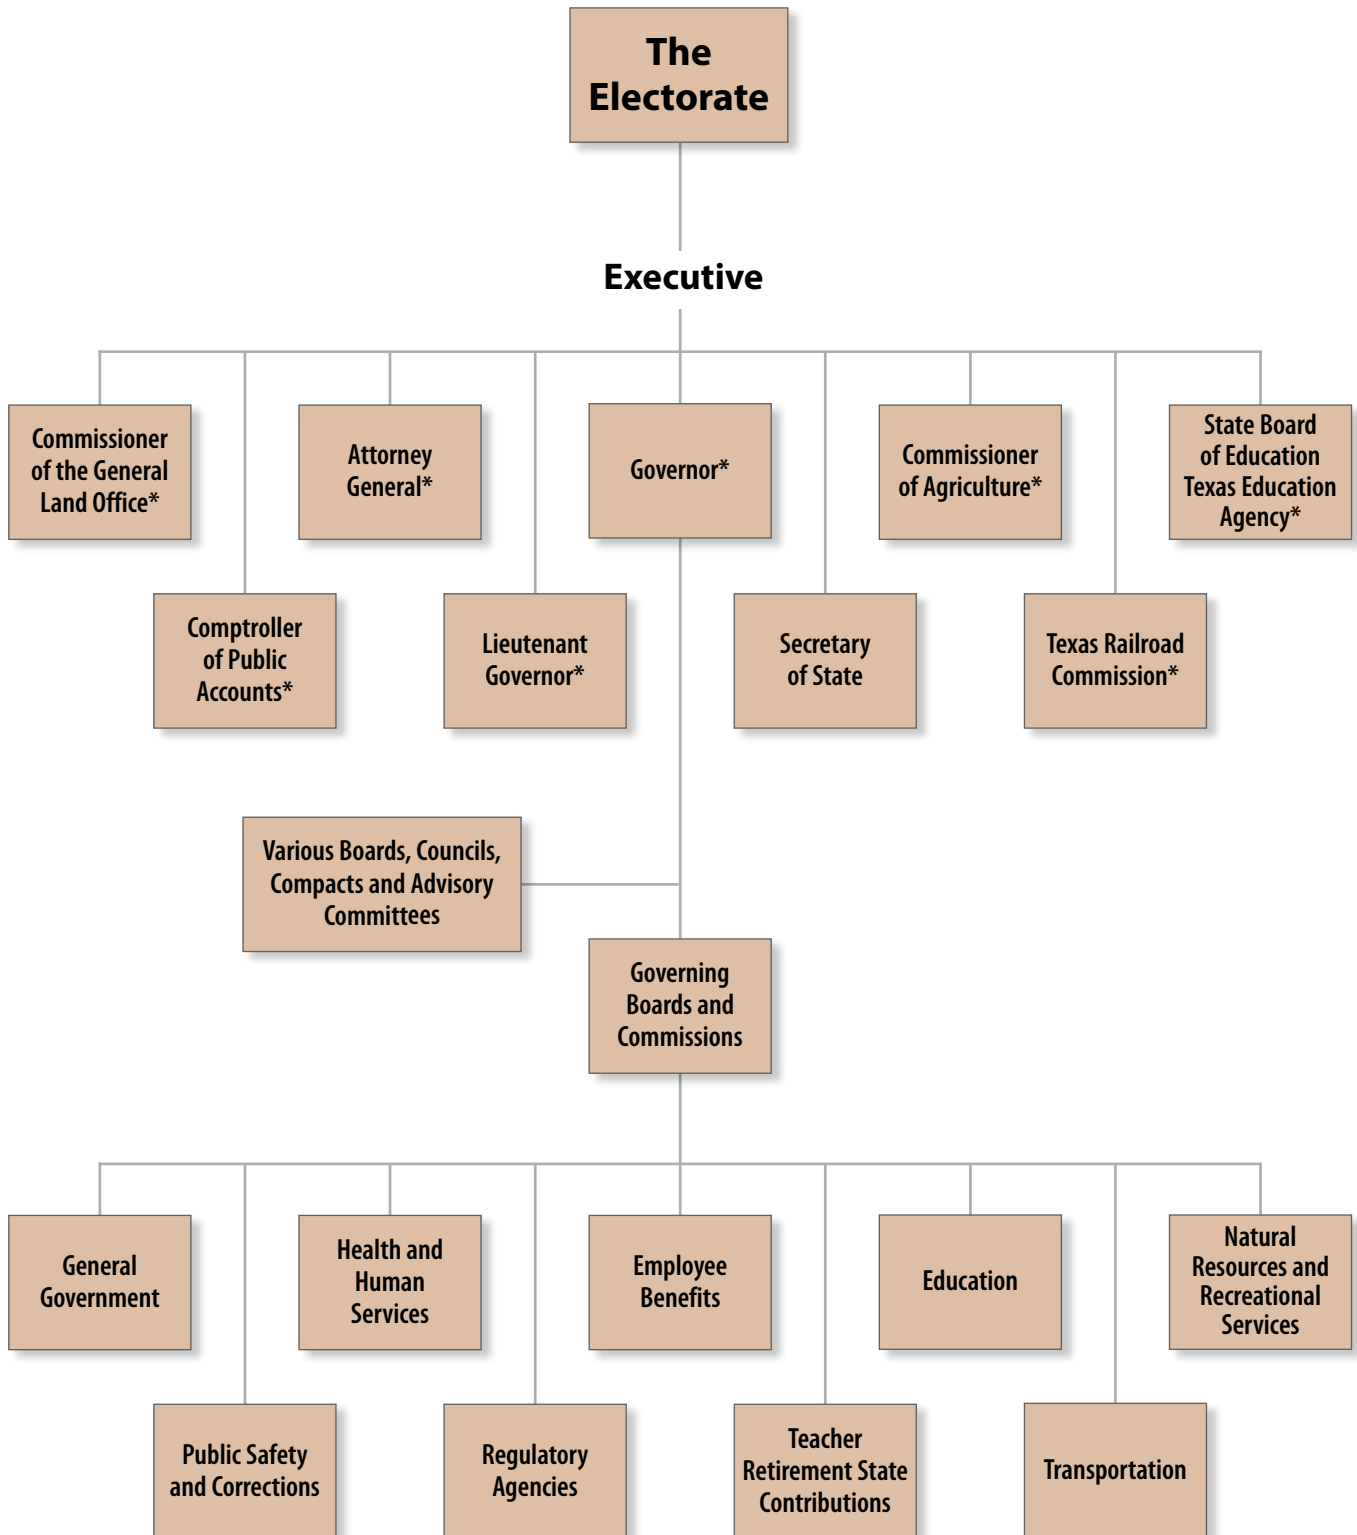 The
Electorate
Executive
Commissioner
of the General
Land Office*
Attorney
General*
Governor*
Commissioner
of Agriculture*
State Board
of Education
Texas Education
Agency*
Comptroller
of Public
Accounts*
Lieutenant
Governor*
Secretary
of State
Texas Railroad
Commission*
Various Boards, Councils,
Compacts and Advisory
Committees
Governing
Boards and
Commissions
General
Government
Health and
Human
Services
Employee
Benefits
Education
Natural
Resources and
Recreational
Services
Public Safety
and Corrections
Regulatory
Agencies
Teacher
Retirement State
Contributions
Transportation